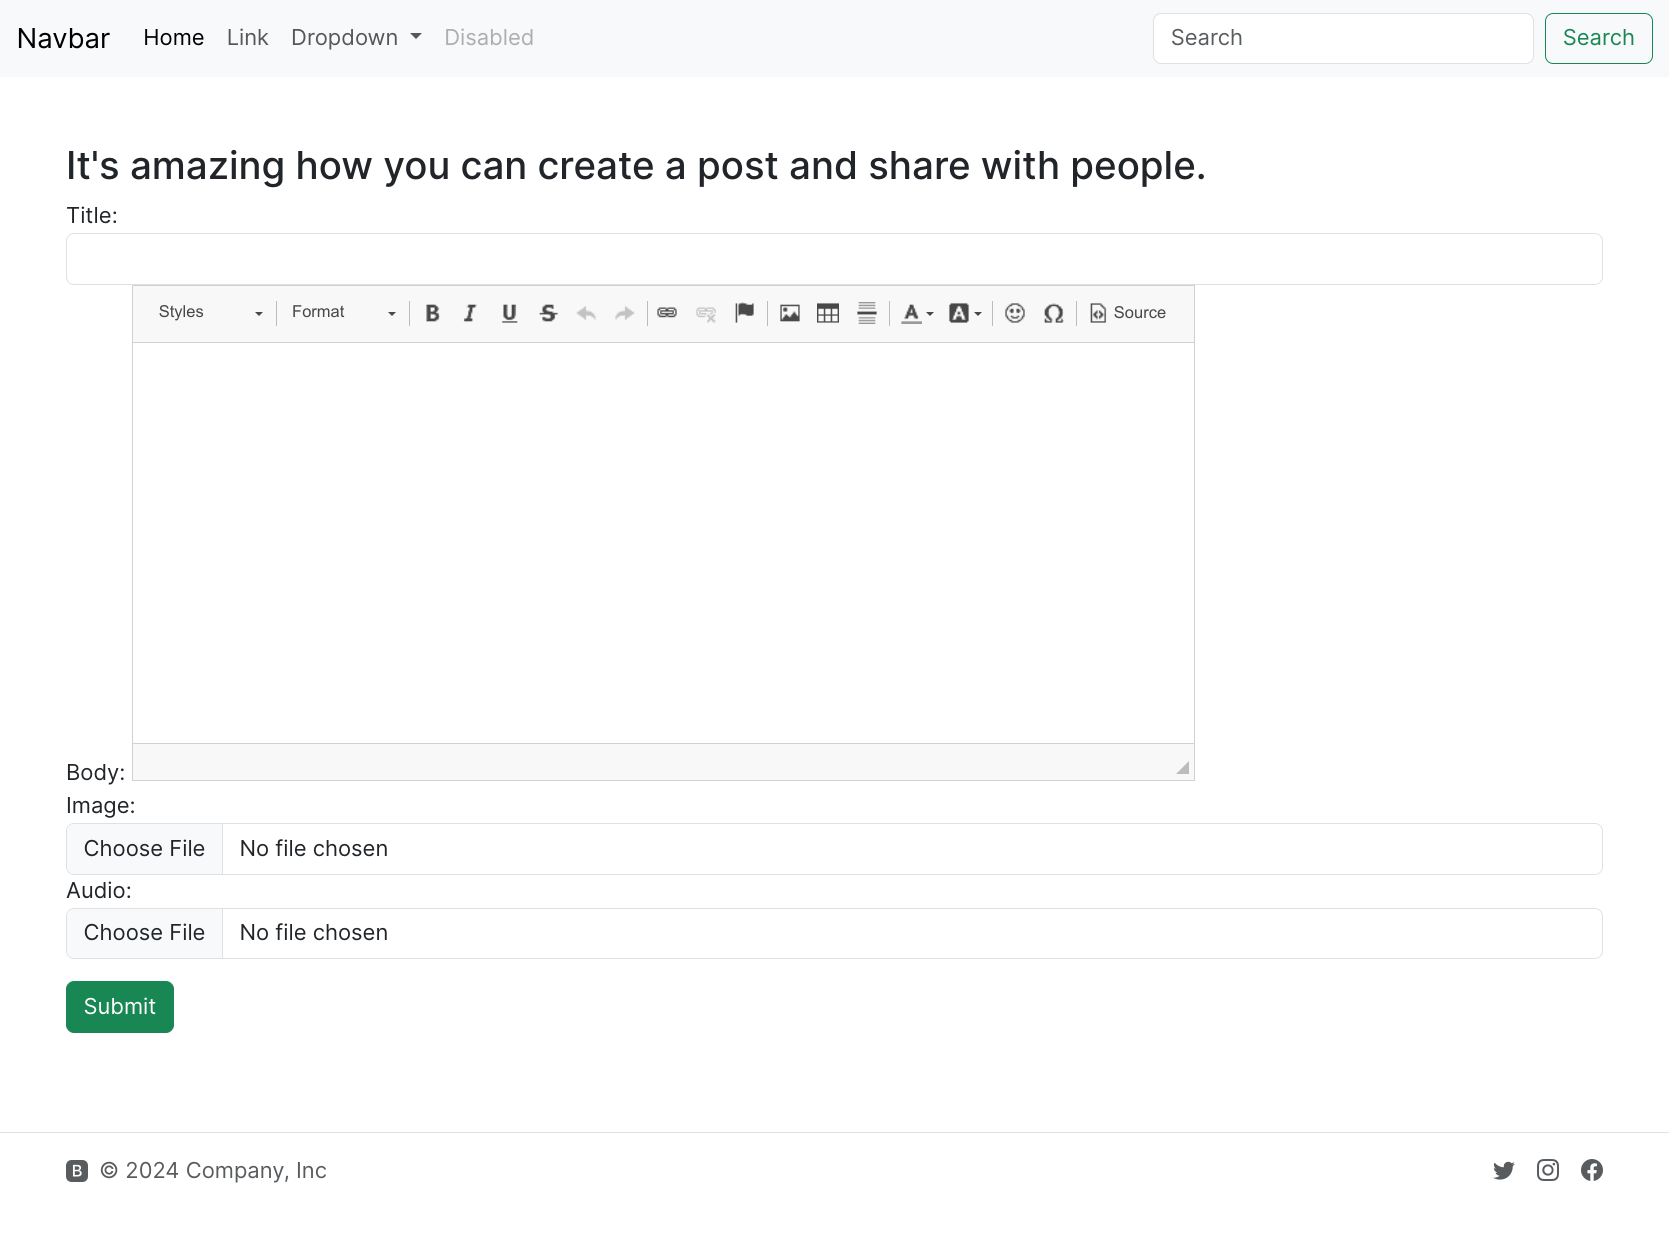 Navbar Home Link Dropdown Disabled Search Search
It's amazing how you can create a post and share with people.
Title:
Styles Format B I U S A A Ω Source
Body:
Image:
Choose File No file chosen
Audio:
Choose File No file chosen
Submit
B © 2024 Company, Inc